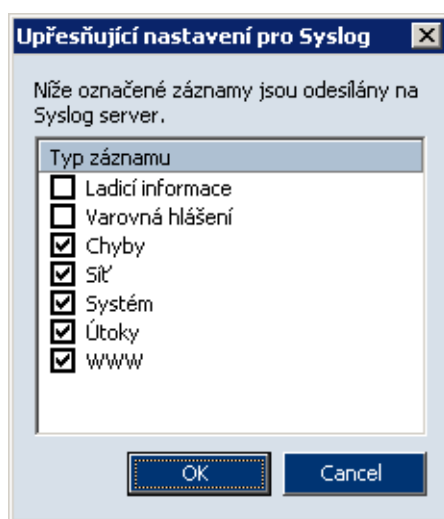 Upřesňující nastavení pro Syslog
Níže označené záznamy jsou odesílány na
Syslog server.
Typ záznamu
Ladicí informace
Varovná hlášení
Chyby
Síť
Systém
Útoky
WWW
OK
Cancel